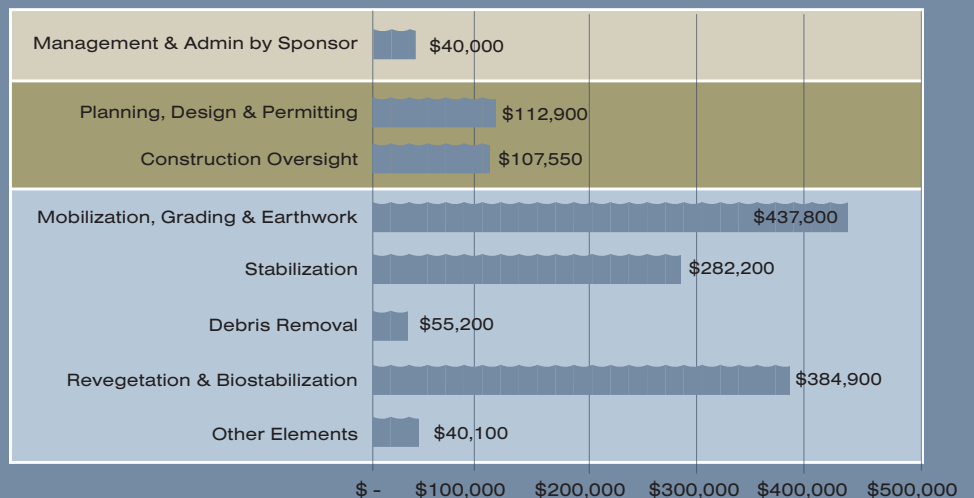 Management & Admin by Sponsor $40,000
Planning, Design & Permitting $112,900
Construction Oversight $107,550
Mobilization, Grading & Earthwork $437,800
Stabilization $282,200
Debris Removal $55,200
Revegetation & Biostabilization $384,900
Other Elements $40,100
$ - $100,000 $200,000 $300,000 $400,000 $500,000